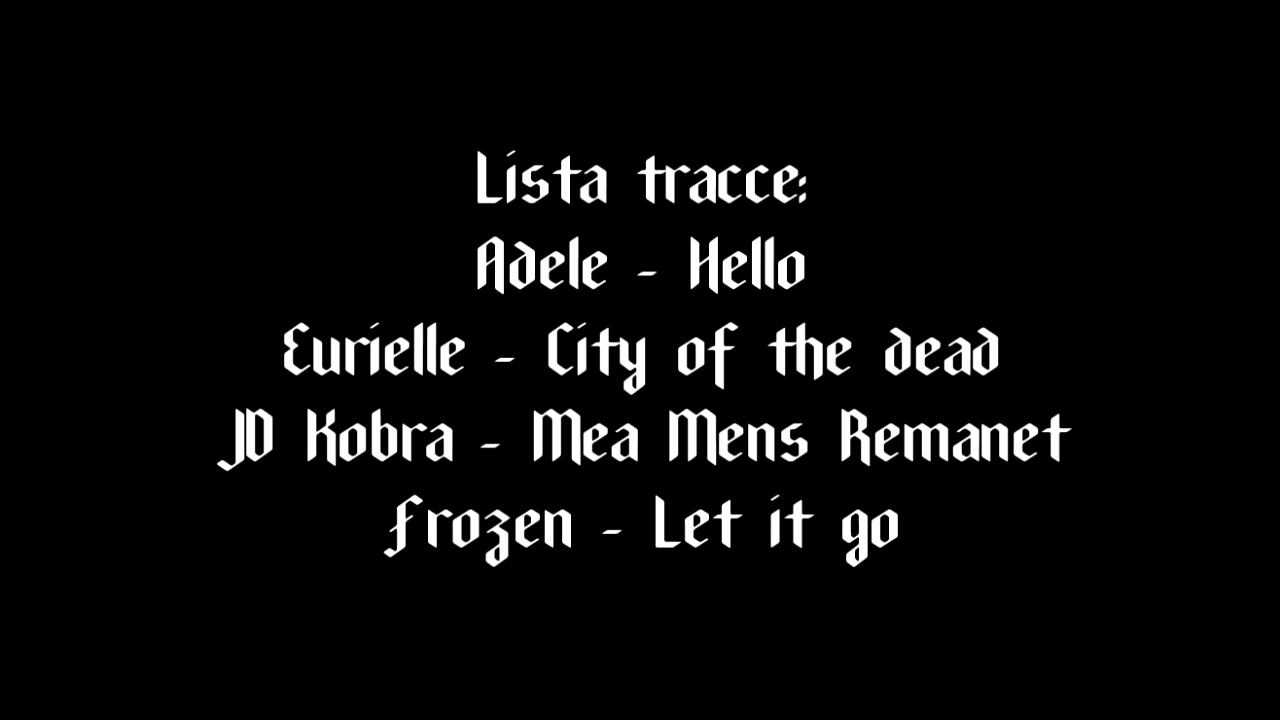 Lista tracce:
Adele - Hello
Eurielle - City of the dead
JD Kobra - Mea Mens Remanet
Frozen - Let it go